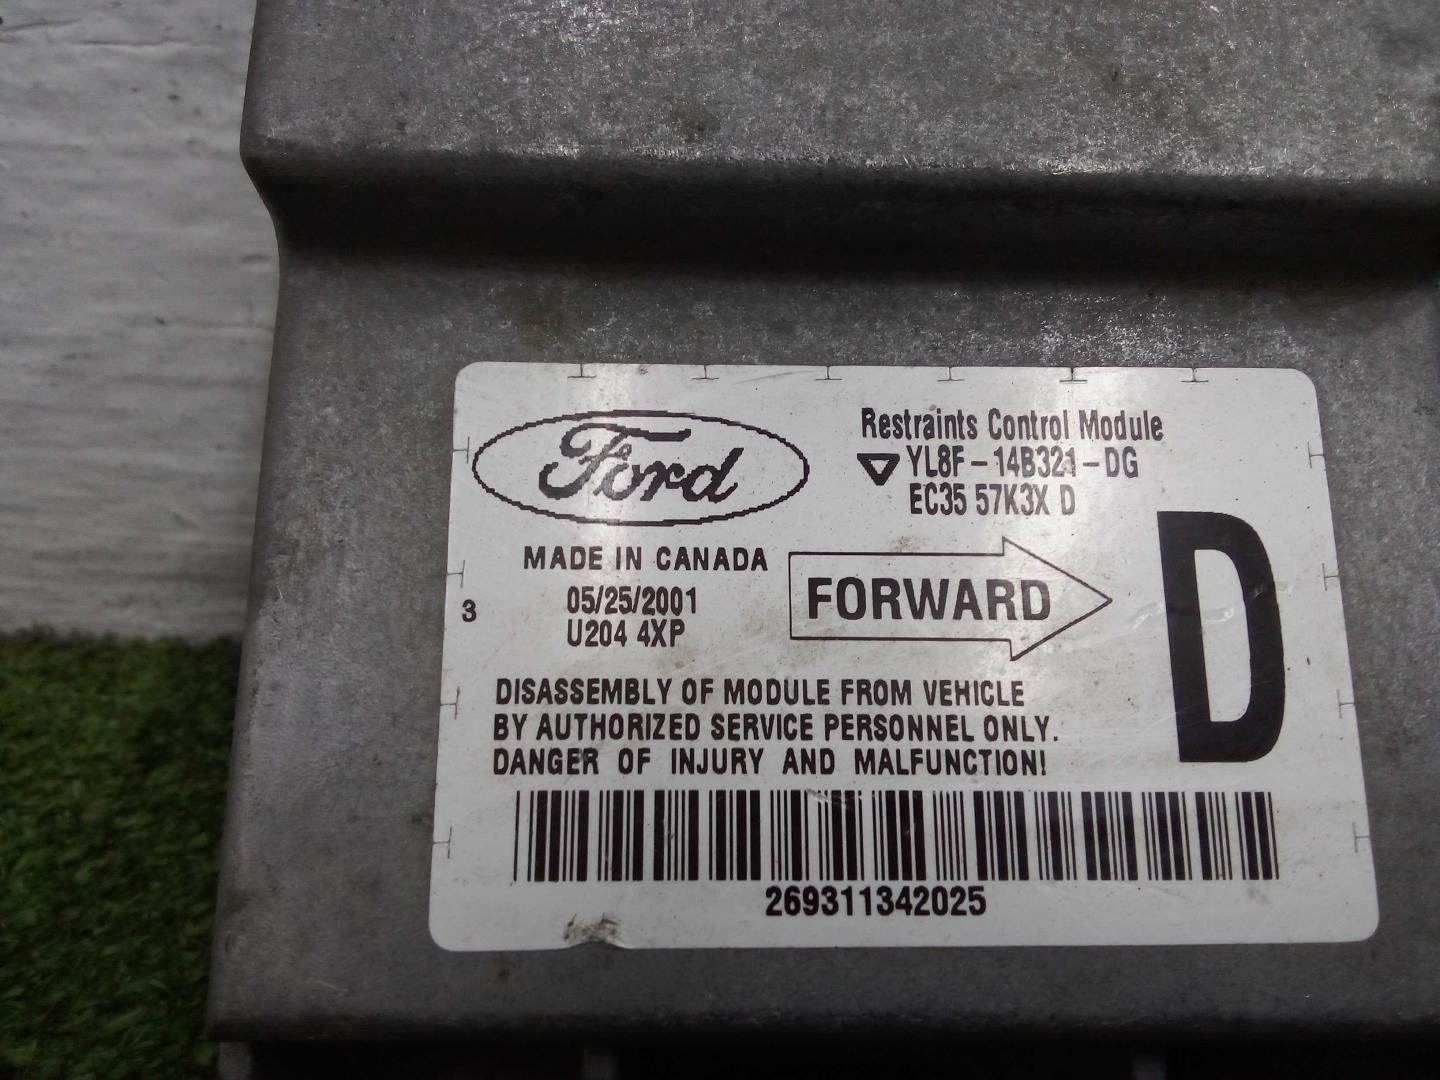 Ford
Restraints Control Module
YL8F-14B321-DG
EC35 57K3X D
MADE IN CANADA
05/25/2001
U204 4XP
3
FORWARD
D
DISASSEMBLY OF MODULE FROM VEHICLE
BY AUTHORIZED SERVICE PERSONNEL ONLY.
DANGER OF INJURY AND MALFUNCTION!
269311342025